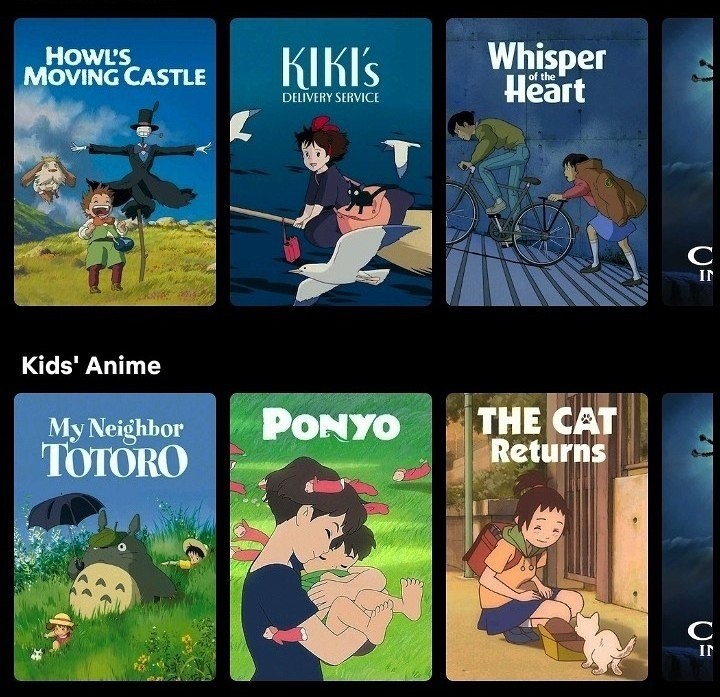 HOWL'S
MOVING CASTLE
KIKI's
DELIVERY SERVICE
Whisper
of the
Heart
Kids' Anime
My Neighbor
TOTORO
PONYO
THE CAT
Returns